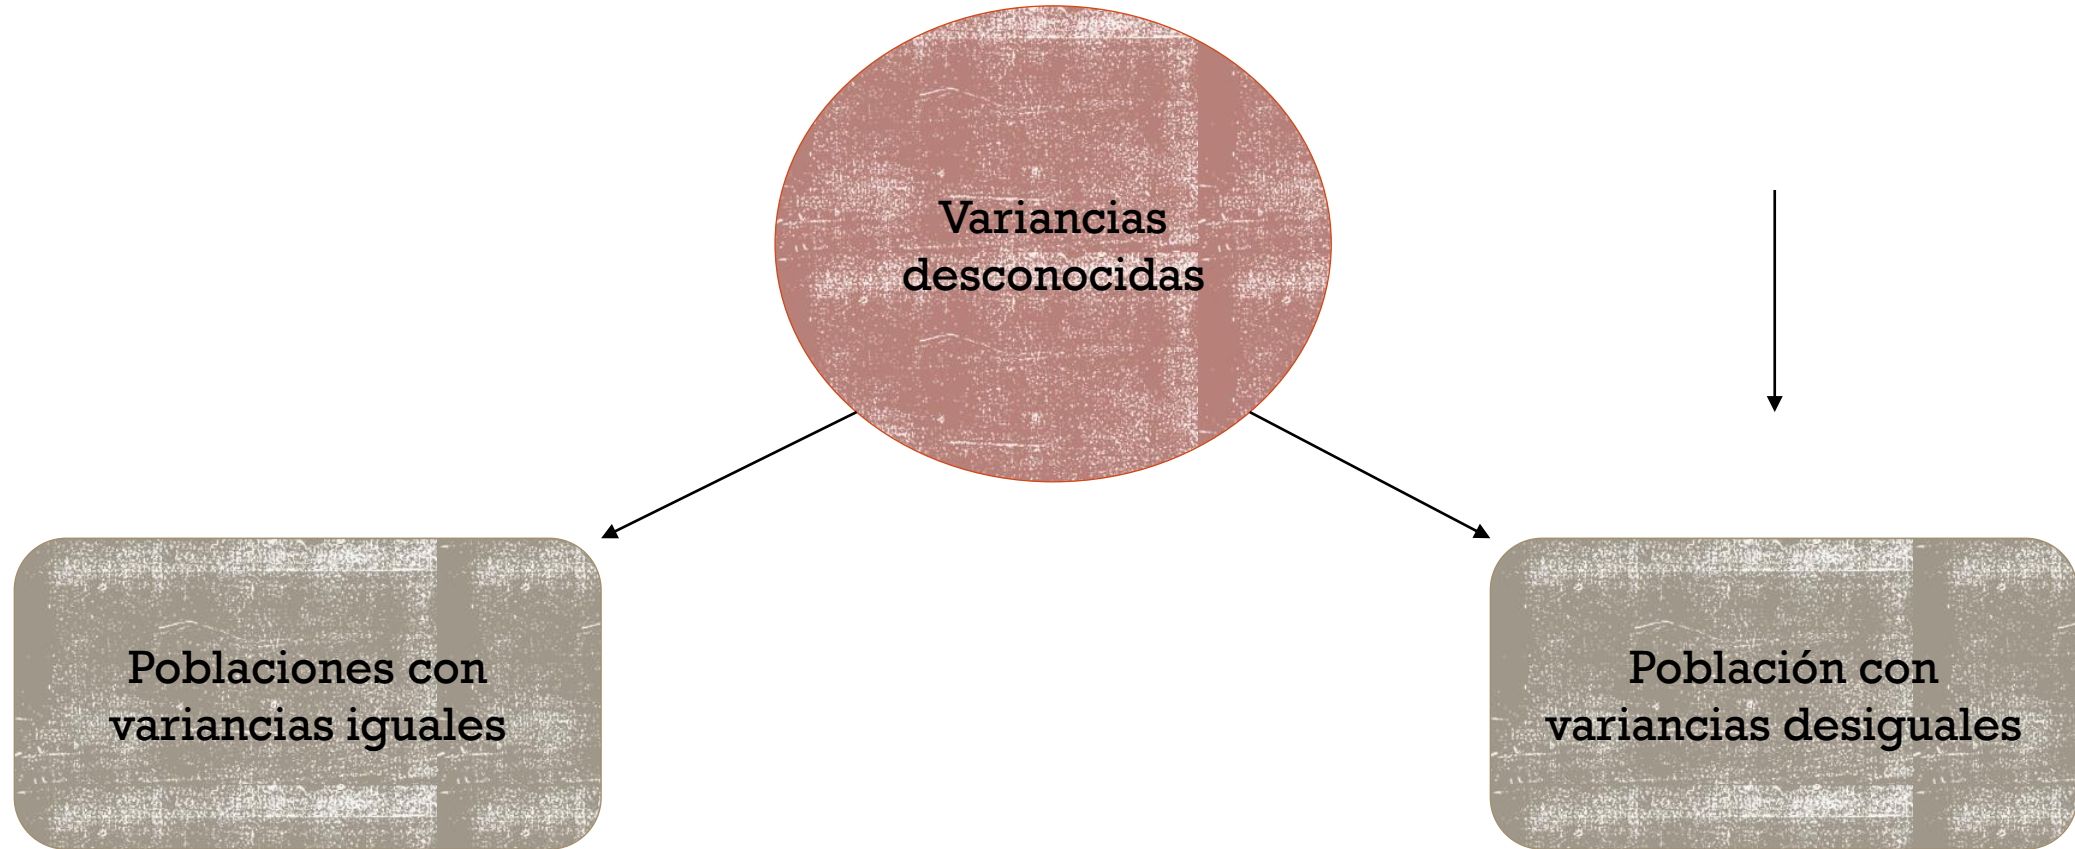 Variancias
desconocidas
Poblaciones con
variancias iguales
Población con
variancias desiguales